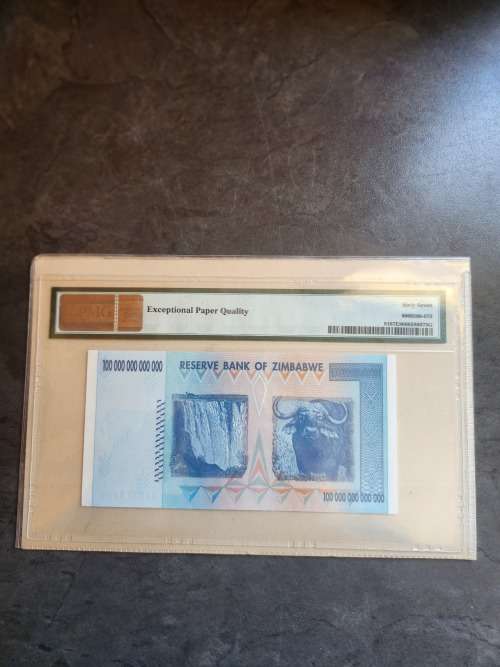 PMG
Exceptional Paper Quality
Sixty Seven
100 000 000 000 000
RESERVE BANK OF ZIMBABWE
100 000 000 000 000